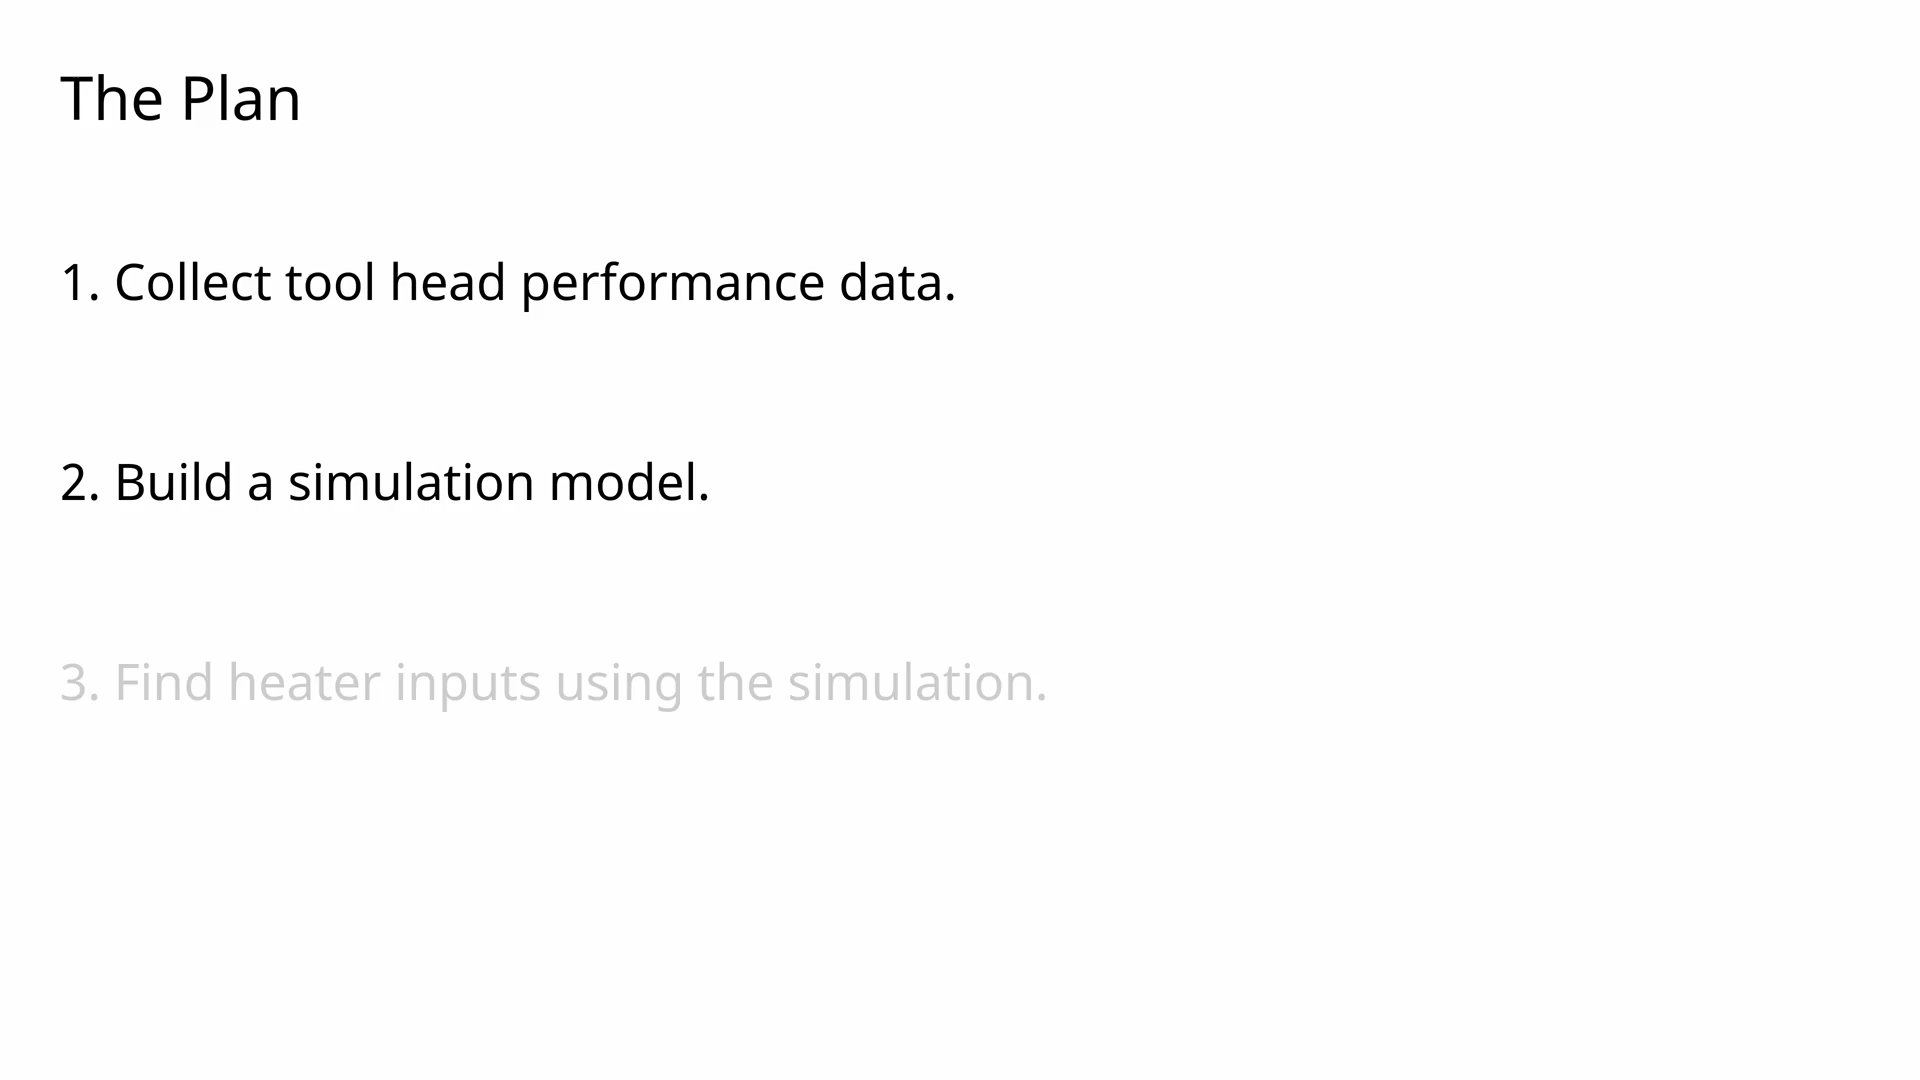 The Plan
1. Collect tool head performance data.
2. Build a simulation model.
3. Find heater inputs using the simulation.